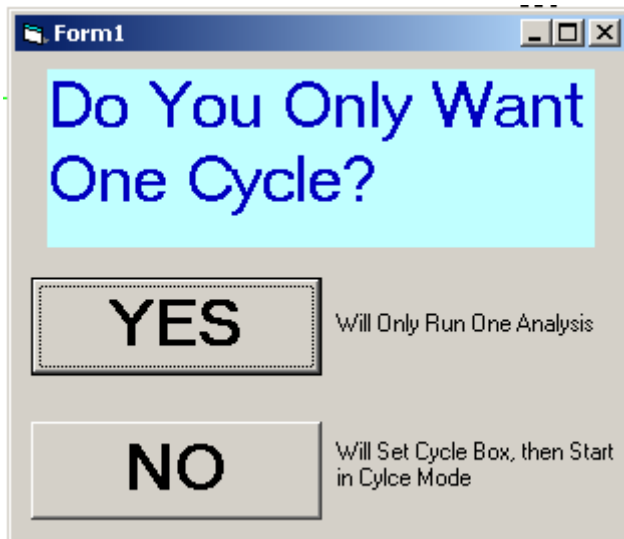 Form1
Do You Only Want
One Cycle?
YES
Will Only Run One Analysis
NO
Will Set Cycle Box, then Start
in Cylce Mode